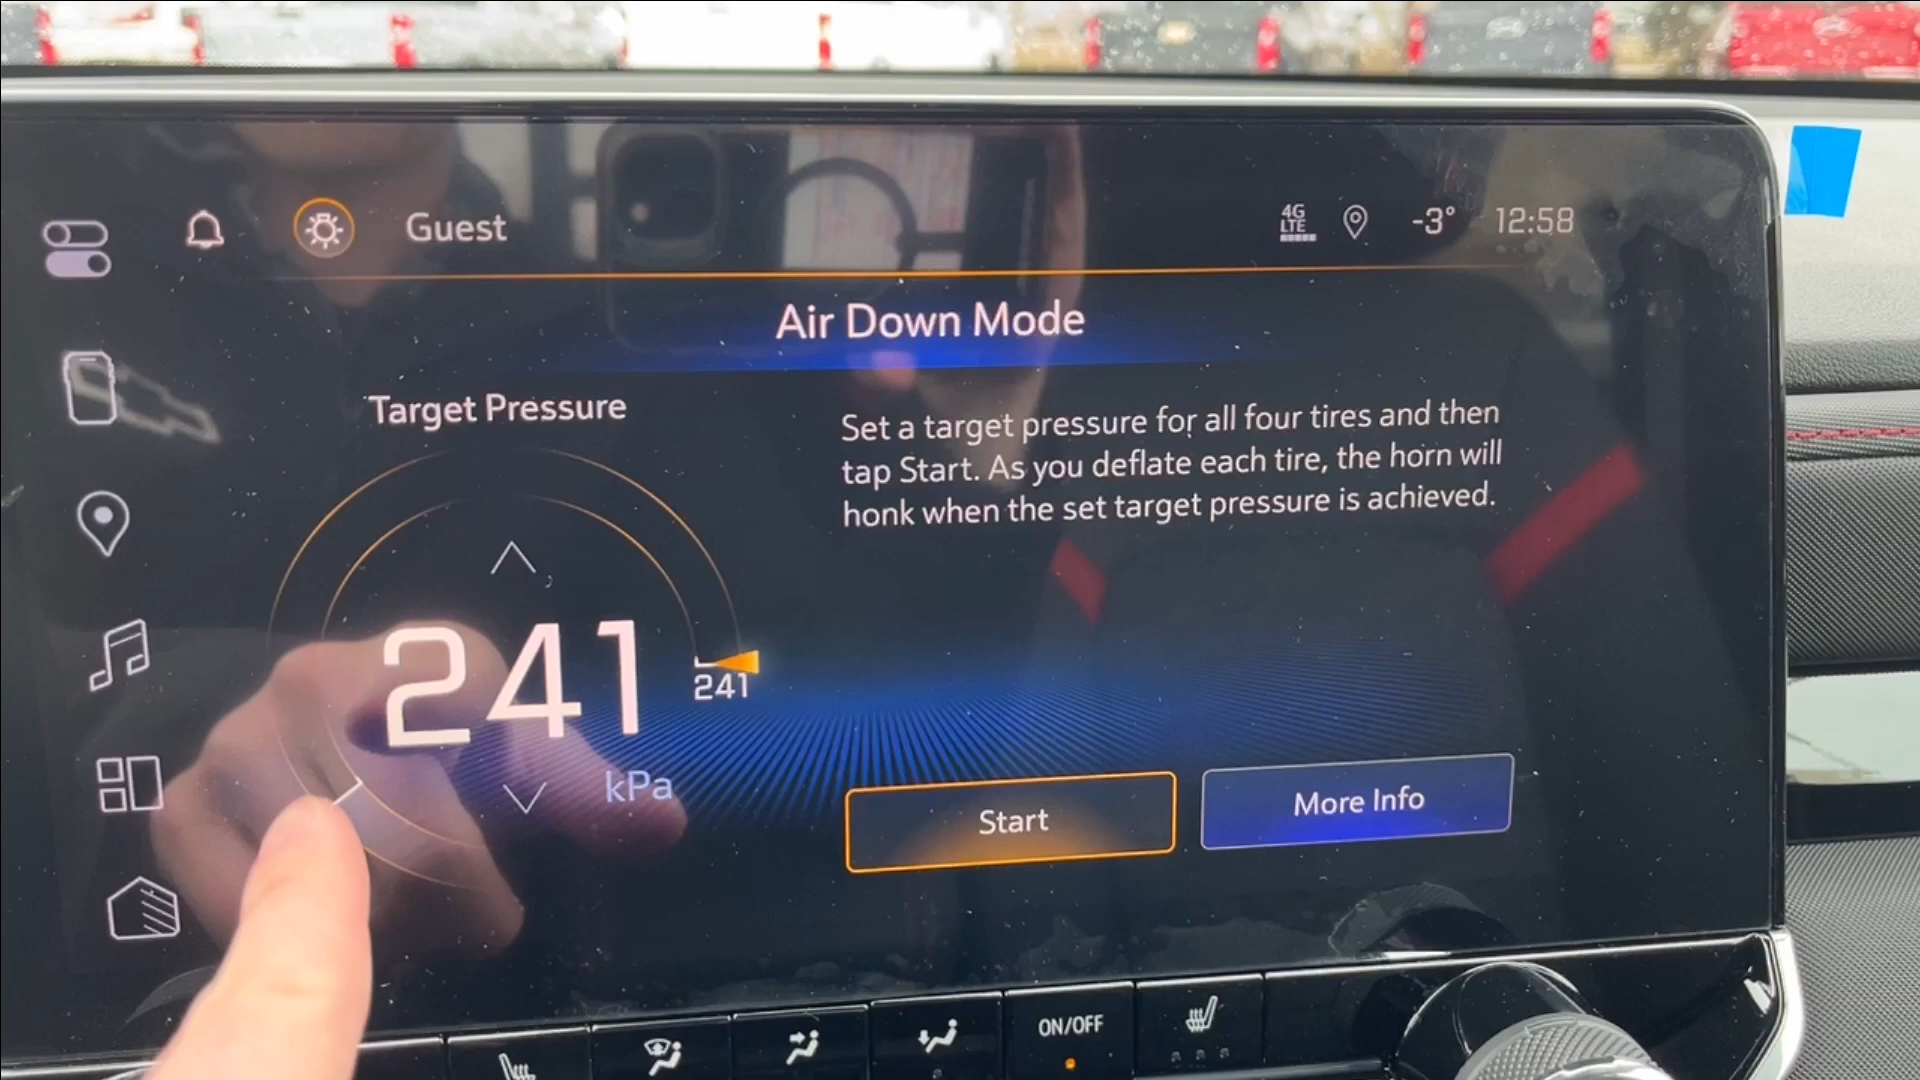 Guest
4G
LTE
-3°
12:58
Air Down Mode
Target Pressure
Set a target pressure for all four tires and then
tap Start. As you deflate each tire, the horn will
honk when the set target pressure is achieved.
241
241
kPa
Start
More Info
ON/OFF